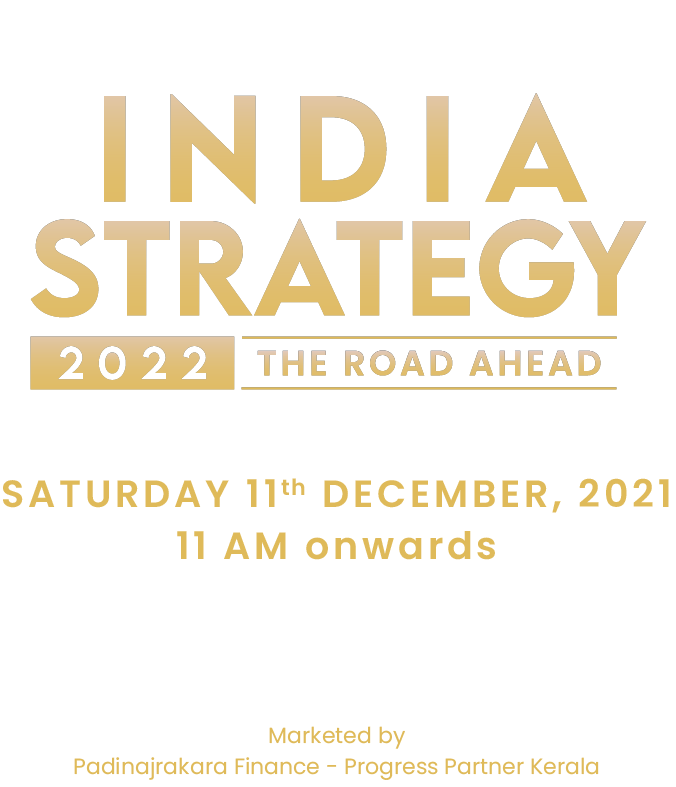 INDIA
STRATEGY
2022 THE ROAD AHEAD
SATURDAY 11th DECEMBER, 2021
11 AM onwards
Marketed by
Padinajrakara Finance - Progress Partner Kerala